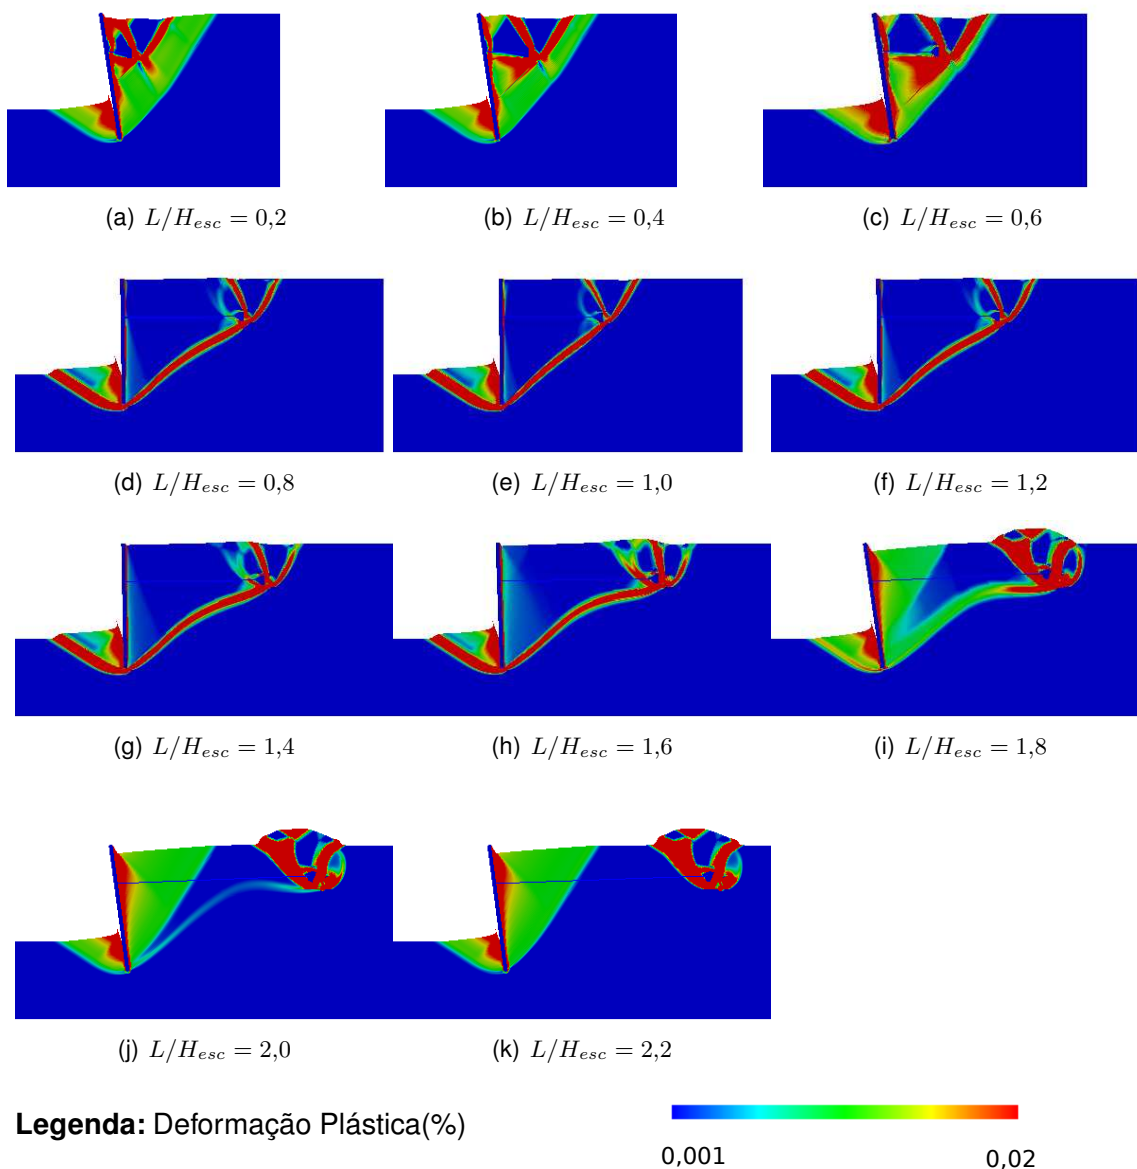 (a) L/H_esc = 0,2
(b) L/H_esc = 0,4
(c) L/H_esc = 0,6
(d) L/H_esc = 0,8
(e) L/H_esc = 1,0
(f) L/H_esc = 1,2
(g) L/H_esc = 1,4
(h) L/H_esc = 1,6
(i) L/H_esc = 1,8
(j) L/H_esc = 2,0
(k) L/H_esc = 2,2
Legenda: Deformação Plástica(%)
0,001
0,02